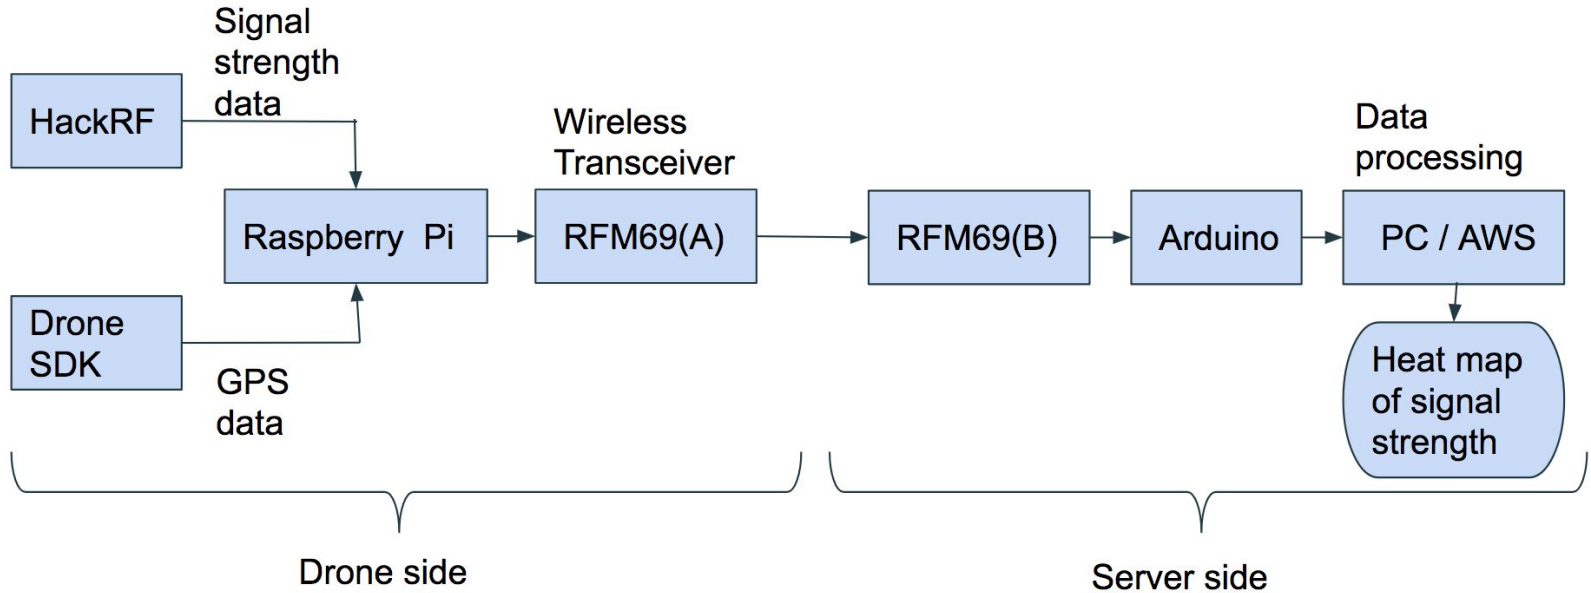 Signal
strength
data
HackRF
Wireless
Transceiver
Data
processing
Raspberry Pi
RFM69(A)
RFM69(B)
Arduino
PC / AWS
Drone
SDK
GPS
data
Heat map
of signal
strength
Drone side
Server side